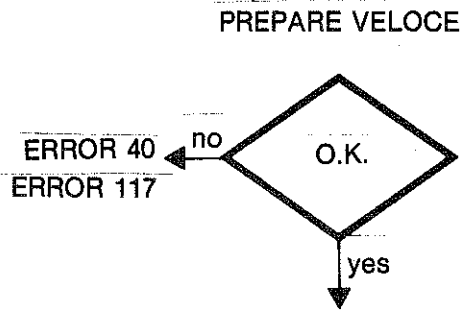 PREPARE VELOCE
no
ERROR 40
O.K.
ERROR 117
yes